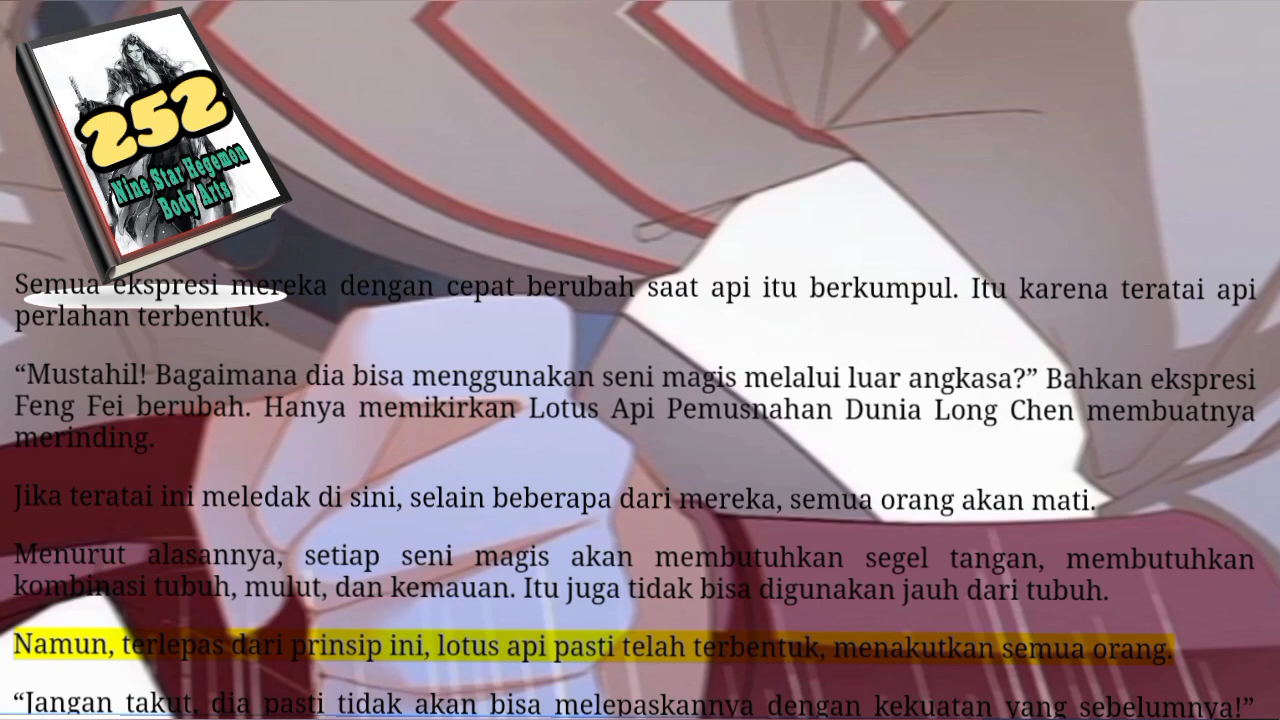 252
Nine Star Hegemon
Body Arts
Semua ekspresi mereka dengan cepat berubah saat api itu berkumpul. Itu karena teratai api
perlahan terbentuk.
“Mustahil! Bagaimana dia bisa menggunakan seni magis melalui luar angkasa?” Bahkan ekspresi
Feng Fei berubah. Hanya memikirkan Lotus Api Pemusnahan Dunia Long Chen membuatnya
merinding.
Jika teratai ini meledak di sini, selain beberapa dari mereka, semua orang akan mati.
Menurut alasannya, setiap seni magis akan membutuhkan segel tangan, membutuhkan
kombinasi tubuh, mulut, dan kemauan. Itu juga tidak bisa digunakan jauh dari tubuh.
Namun, terlepas dari prinsip ini, lotus api pasti telah terbentuk, menakutkan semua orang.
“Jangan takut, dia pasti tidak akan bisa melepaskannya dengan kekuatan yang sebelumnya!”